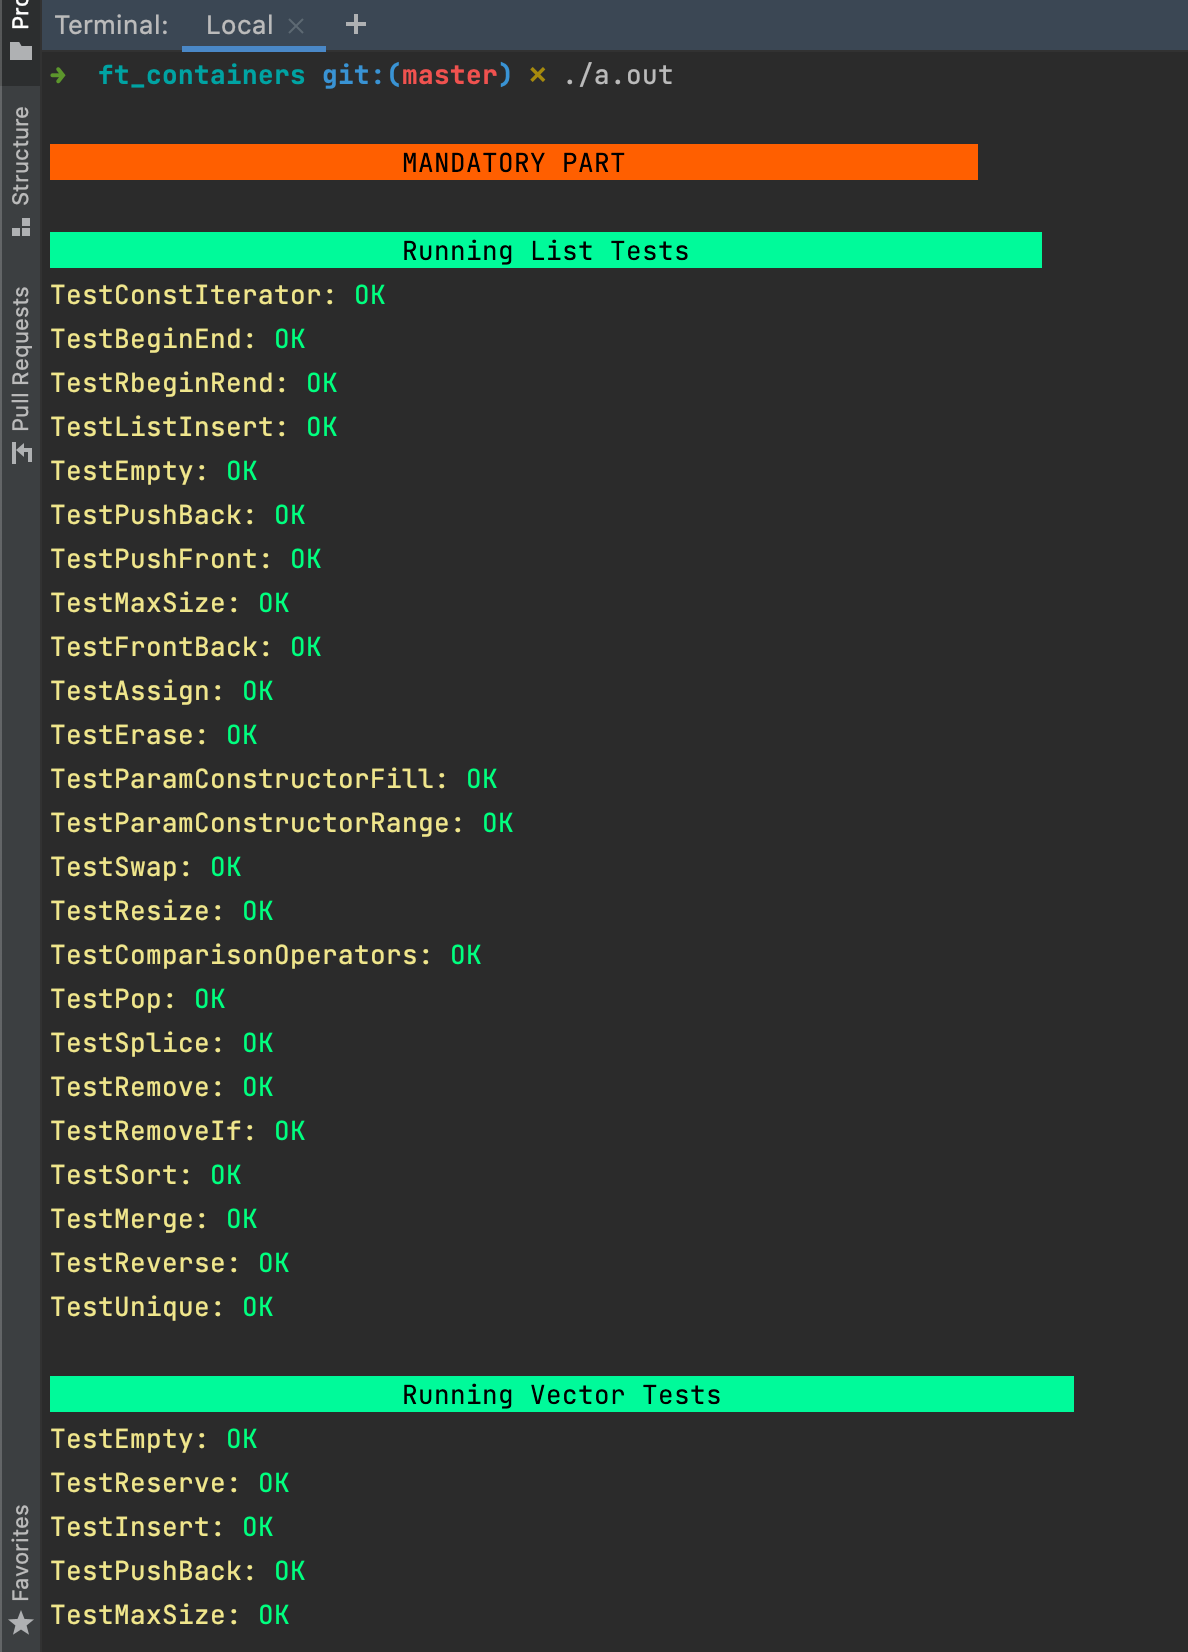 Terminal: Local × +
➜ ft_containers git:(master) ✗ ./a.out
MANDATORY PART
Running List Tests
TestConstIterator: OK
TestBeginEnd: OK
TestRbeginRend: OK
TestListInsert: OK
TestEmpty: OK
TestPushBack: OK
TestPushFront: OK
TestMaxSize: OK
TestFrontBack: OK
TestAssign: OK
TestErase: OK
TestParamConstructorFill: OK
TestParamConstructorRange: OK
TestSwap: OK
TestResize: OK
TestComparisonOperators: OK
TestPop: OK
TestSplice: OK
TestRemove: OK
TestRemoveIf: OK
TestSort: OK
TestMerge: OK
TestReverse: OK
TestUnique: OK
Running Vector Tests
TestEmpty: OK
TestReserve: OK
TestInsert: OK
TestPushBack: OK
TestMaxSize: OK
Structure
Pull Requests
Favorites